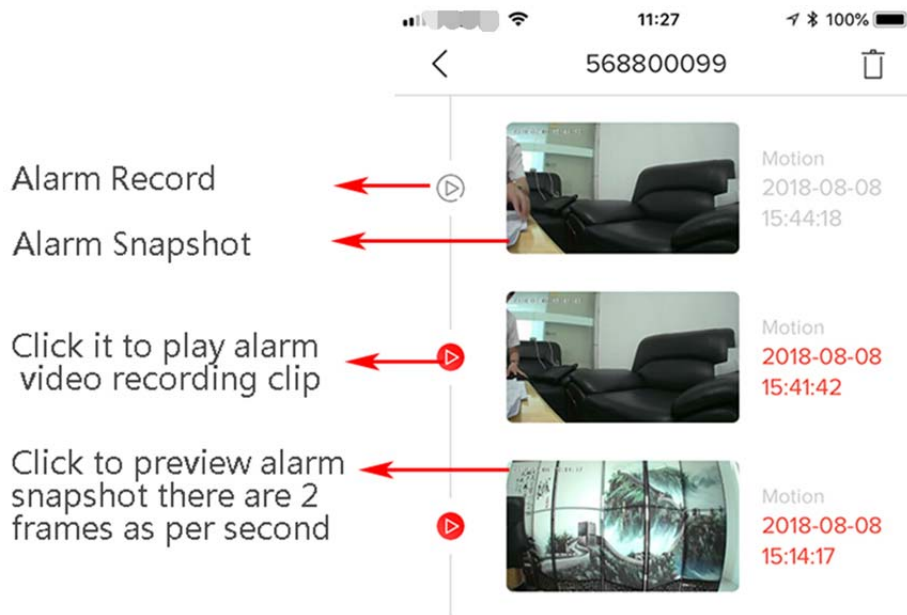 11:27
100%
568800099
Alarm Record
Alarm Snapshot
Click it to play alarm
video recording clip
Click to preview alarm
snapshot there are 2
frames as per second
Motion
2018-08-08
15:44:18
Motion
2018-08-08
15:41:42
Motion
2018-08-08
15:14:17